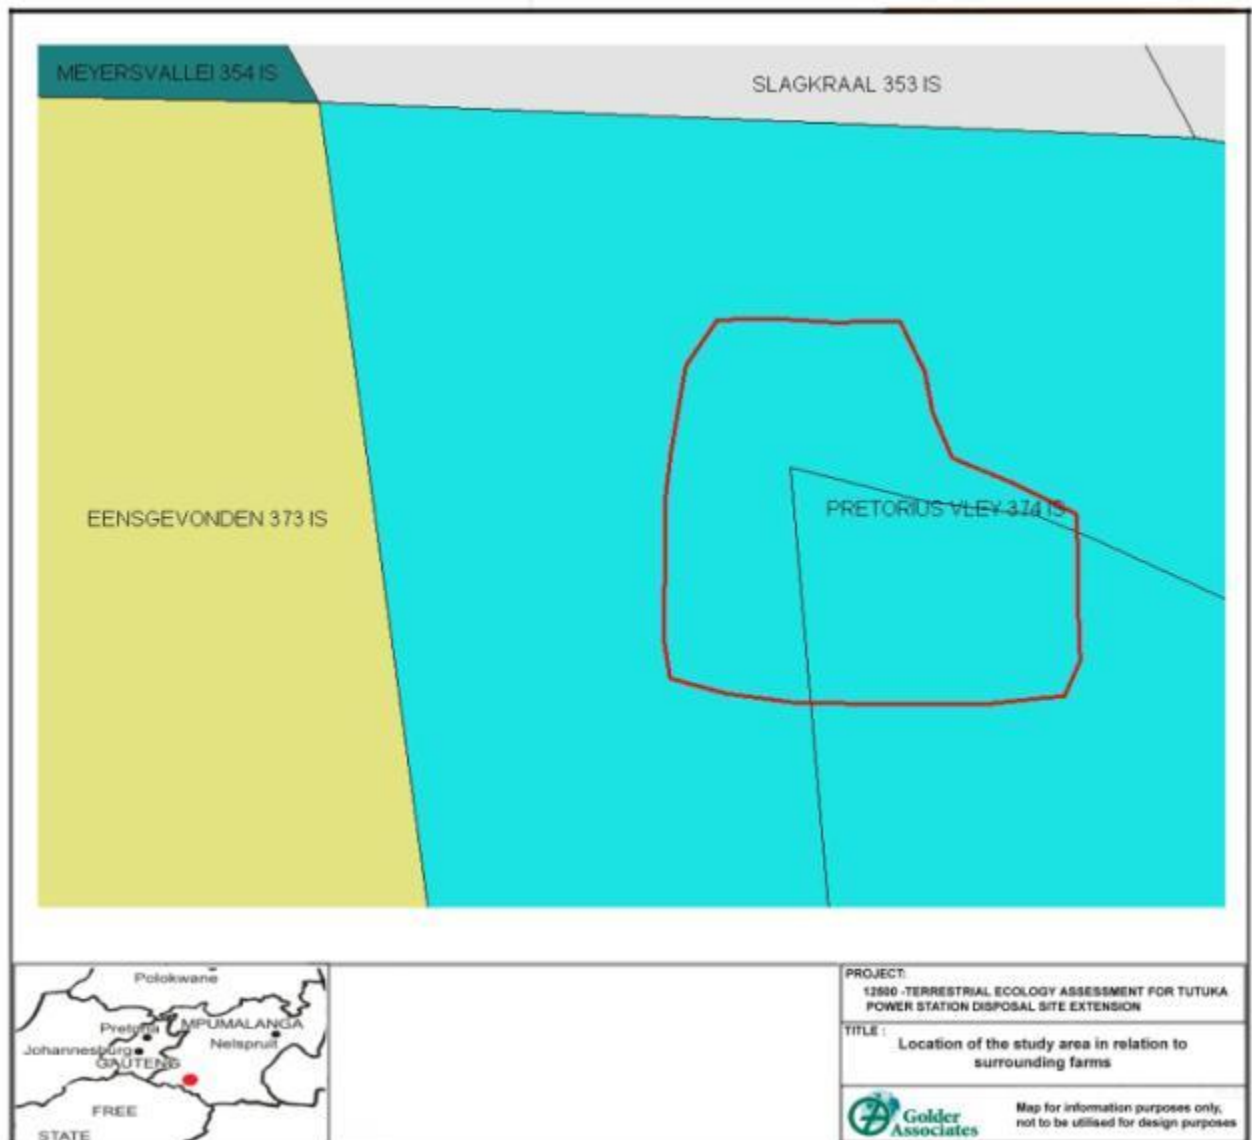 MEYERSVALLEI 354 IS
SLAGKRAAL 353 IS
EENSGEVONDEN 373 IS
PRETORIUS VLEY 374 IS
Polokwane
Pretoria
MPUMALANGA
Johannesburg
Nelspruit
GAUTENG
FREE
STATE
PROJECT:
12500 -TERRESTRIAL ECOLOGY ASSESSMENT FOR TUTUKA
POWER STATION DISPOSAL SITE EXTENSION
TITLE :
Location of the study area in relation to
surrounding farms
Golder
Associates
Map for information purposes only,
not to be utilised for design purposes